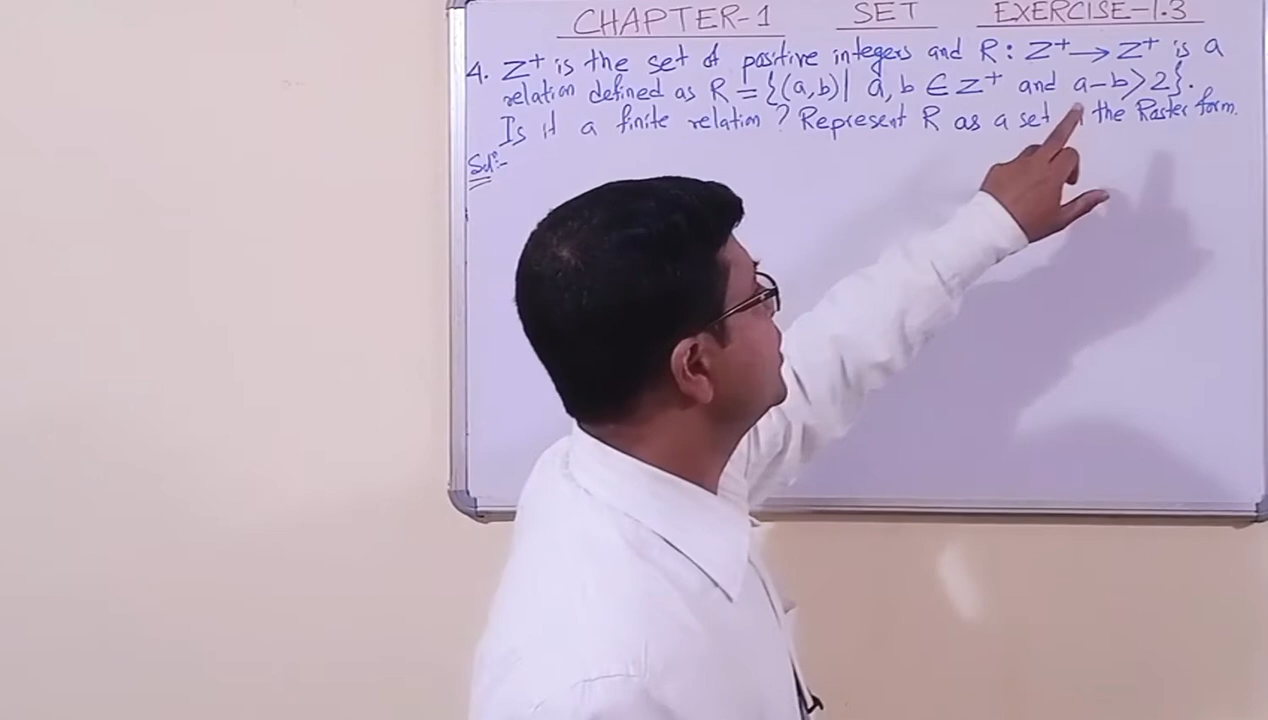 CHAPTER-1 SET EXERCISE-1.3
4. Z⁺ is the set of positive integers and R: Z⁺ → Z⁺ is a
relation defined as R = {(a,b)| a, b ∈ Z⁺ and a-b>2}.
Is it a finite relation? Represent R as a set the Roster form.
Solⁿ:-